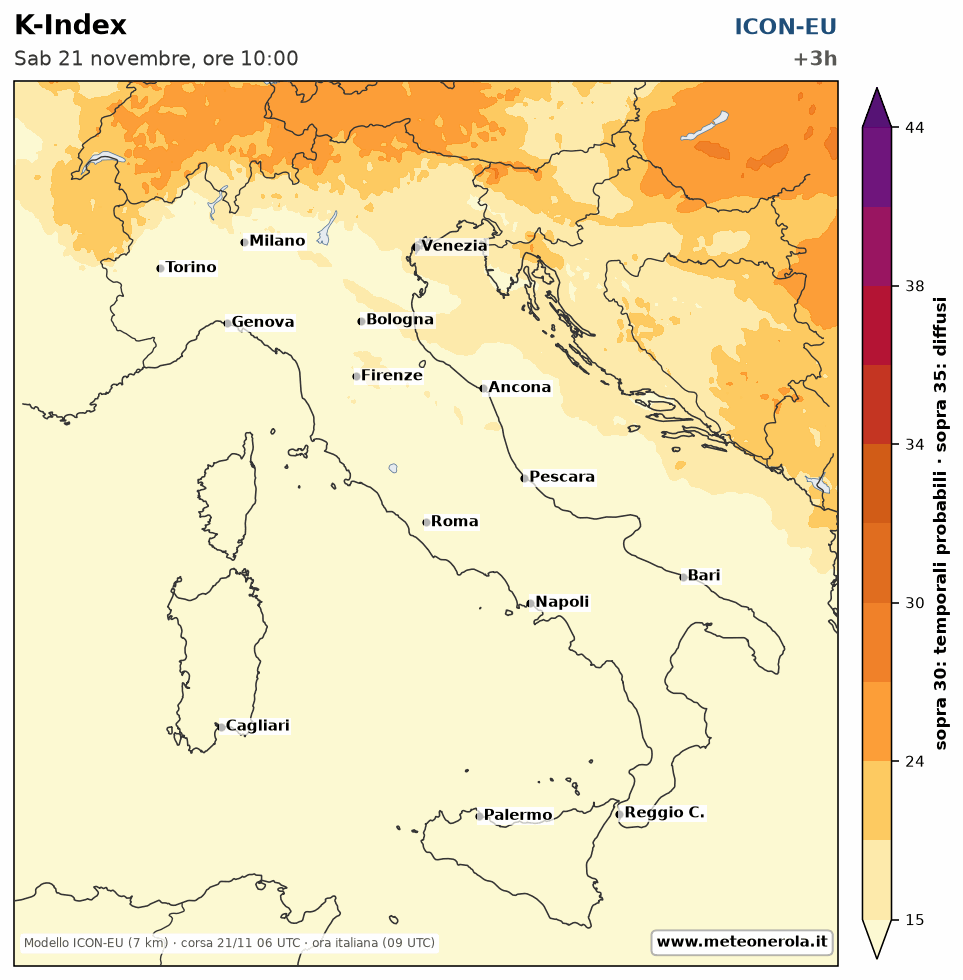 K-Index
ICON-EU
Sab 21 novembre, ore 10:00
+3h
Milano
Venezia
Torino
Genova
Bologna
Firenze
Ancona
Pescara
Roma
Bari
Napoli
Cagliari
Palermo
Reggio C.
44
38
34
30
24
15
sopra 30: temporali probabili · sopra 35: diffusi
Modello ICON-EU (7 km) · corsa 21/11 06 UTC · ora italiana (09 UTC)
www.meteonerola.it